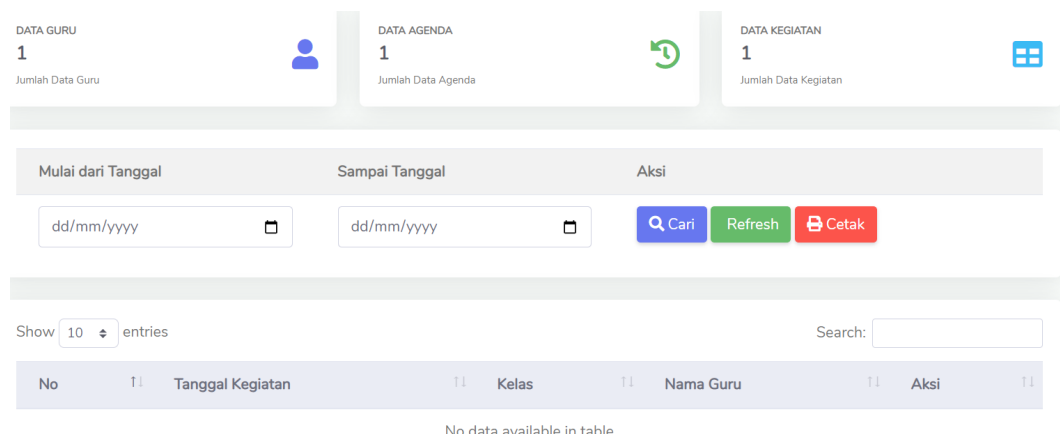 DATA GURU
1
Jumlah Data Guru
DATA AGENDA
1
Jumlah Data Agenda
DATA KEGIATAN
1
Jumlah Data Kegiatan
Mulai dari Tanggal Sampai Tanggal Aksi
dd/mm/yyyy dd/mm/yyyy Cari Refresh Cetak
Show 10 entries Search:
No Tanggal Kegiatan Kelas Nama Guru Aksi
No data available in table